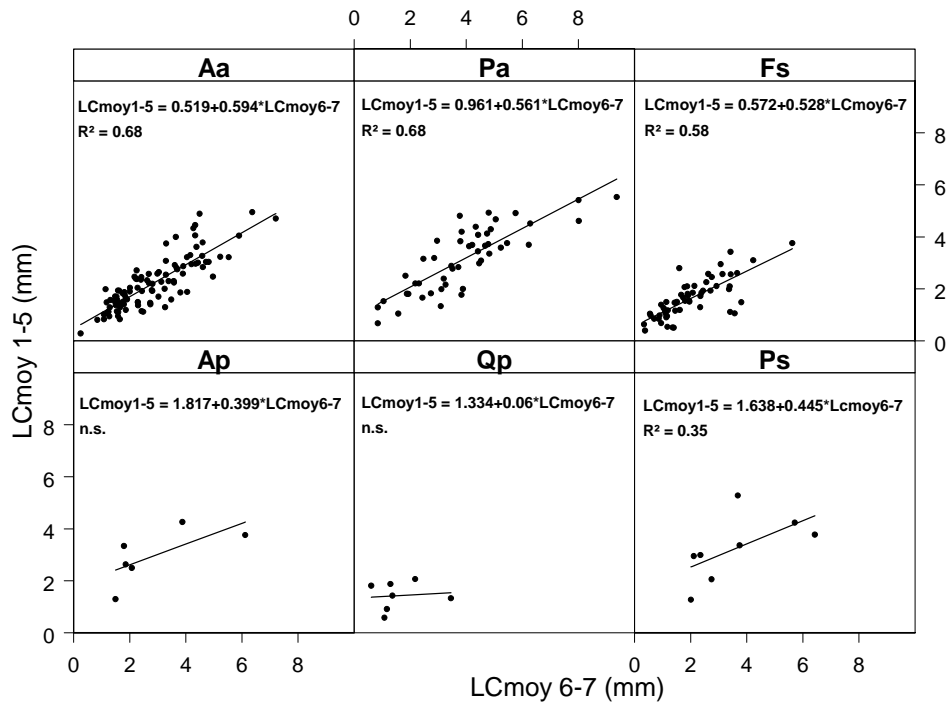 0 2 4 6 8
Aa Pa Fs
LCmoy1-5 = 0.519+0.594*LCmoy6-7
R² = 0.68
LCmoy1-5 = 0.961+0.561*LCmoy6-7
R² = 0.68
LCmoy1-5 = 0.572+0.528*LCmoy6-7
R² = 0.58
8
6
4
2
0
Ap Qp Ps
LCmoy1-5 = 1.817+0.399*LCmoy6-7
n.s.
LCmoy1-5 = 1.334+0.06*LCmoy6-7
n.s.
LCmoy1-5 = 1.638+0.445*Lcmoy6-7
R² = 0.35
8
6
4
2
0
LCmoy 1-5 (mm)
0 2 4 6 8 0 2 4 6 8
LCmoy 6-7 (mm)